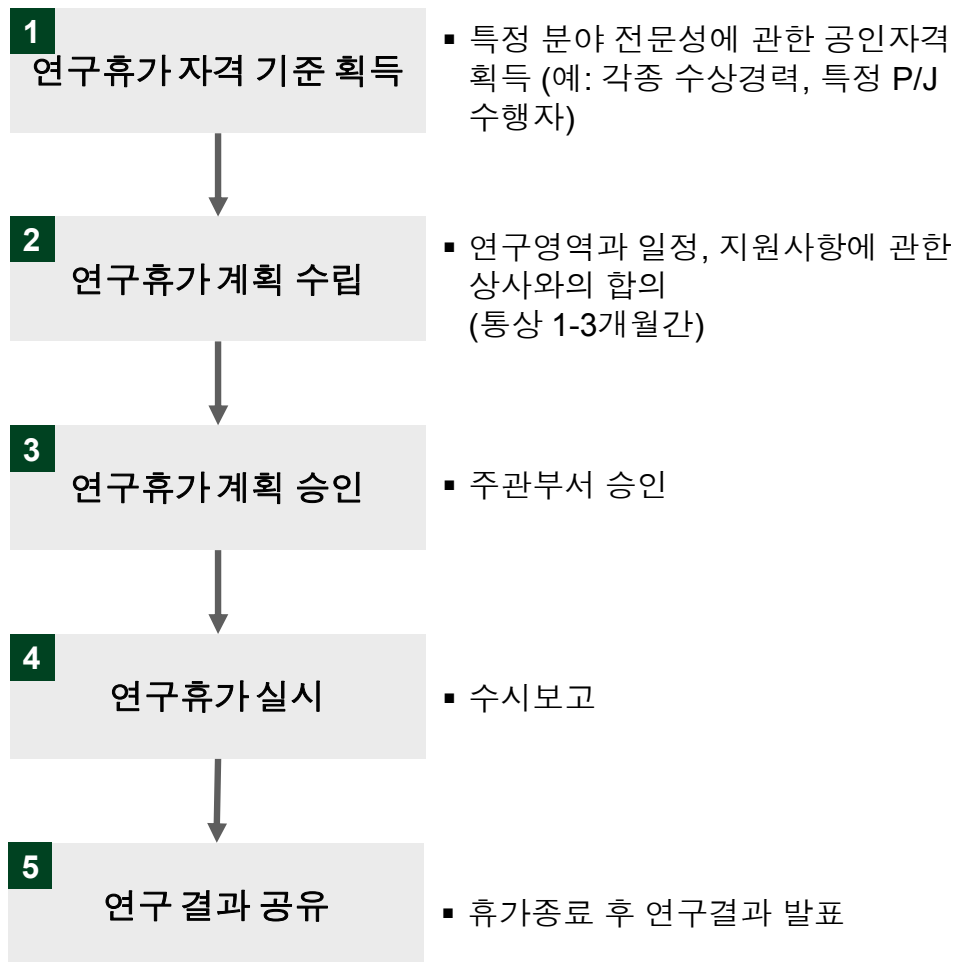 1
연구휴가 자격 기준 획득
▪ 특정 분야 전문성에 관한 공인자격
획득 (예: 각종 수상경력, 특정 P/J
수행자)
2
연구휴가 계획 수립
▪ 연구영역과 일정, 지원사항에 관한
상사와의 합의
(통상 1-3개월간)
3
연구휴가 계획 승인
▪ 주관부서 승인
4
연구휴가 실시
▪ 수시보고
5
연구 결과 공유
▪ 휴가종료 후 연구결과 발표